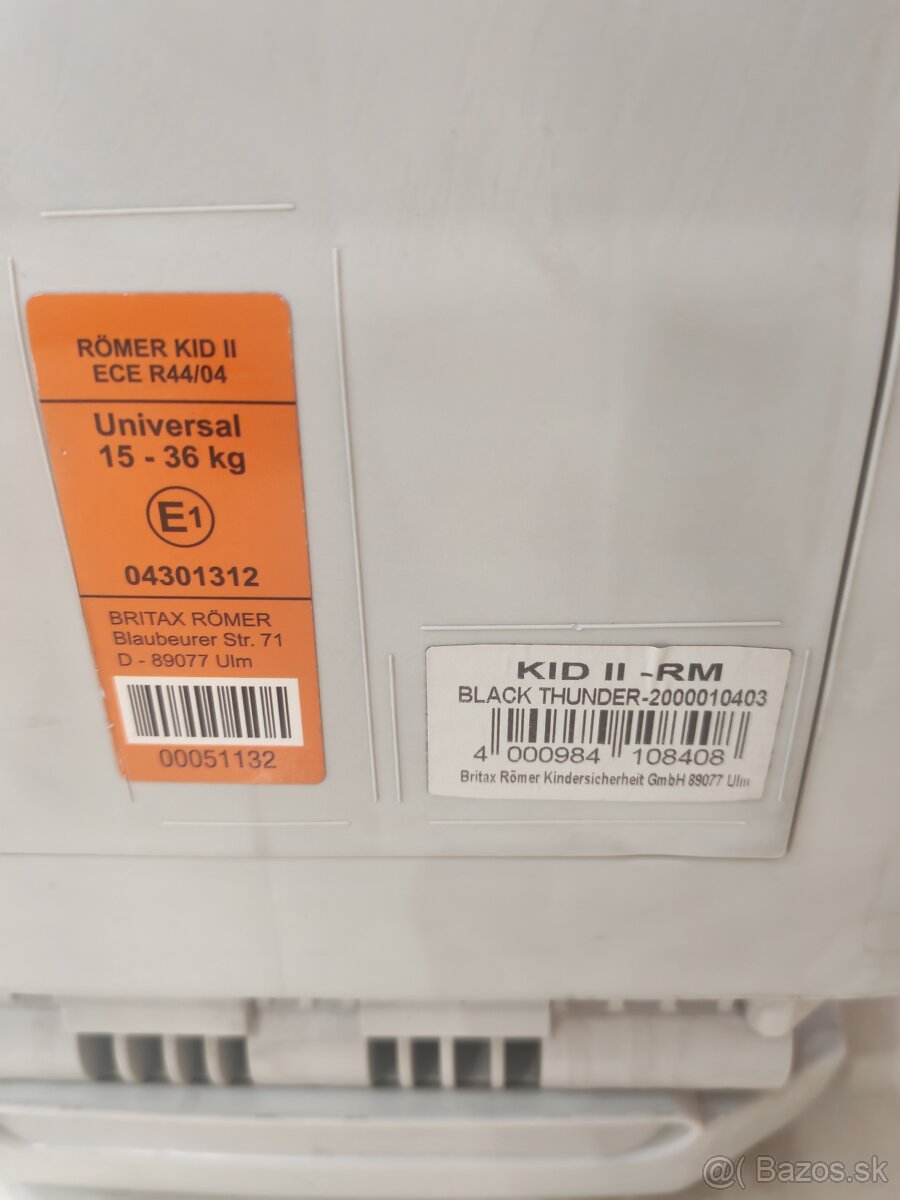 RÖMER KID II
ECE R44/04
Universal
15 - 36 kg
E1
04301312
BRITAX RÖMER
Blaubeurer Str. 71
D - 89077 Ulm
00051132
KID II -RM
BLACK THUNDER-2000010403
4 000984 108408
Britax Römer Kindersicherheit GmbH 89077 Ulm
@( Bazos.sk